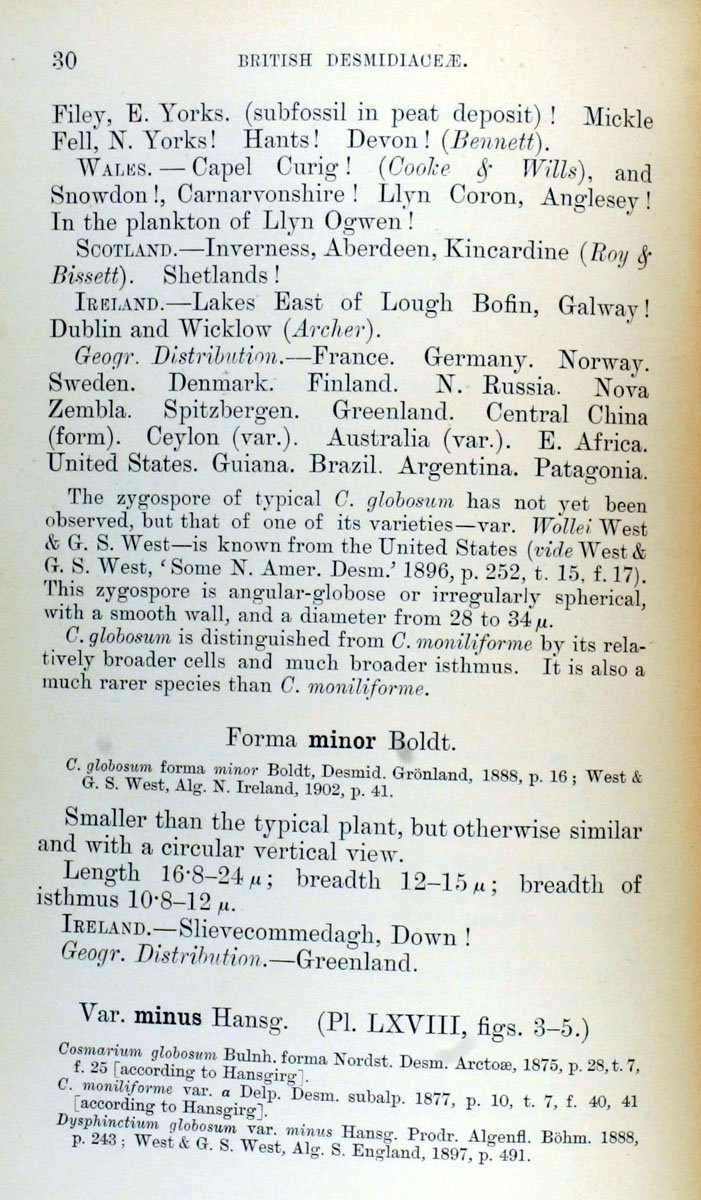 30 BRITISH DESMIDIACEÆ.
Filey, E. Yorks. (subfossil in peat deposit) ! Mickle
Fell, N. Yorks! Hants! Devon! (Bennett).
WALES. — Capel Curig! (Cooke & Wills), and
Snowdon!, Carnarvonshire! Llyn Coron, Anglesey!
In the plankton of Llyn Ogwen!
SCOTLAND.—Inverness, Aberdeen, Kincardine (Roy &
Bissett). Shetlands!
IRELAND.—Lakes East of Lough Bofin, Galway!
Dublin and Wicklow (Archer).
Geogr. Distribution.—France. Germany. Norway.
Sweden. Denmark. Finland. N. Russia. Nova
Zembla. Spitzbergen. Greenland. Central China
(form). Ceylon (var.). Australia (var.). E. Africa.
United States. Guiana. Brazil. Argentina. Patagonia.
The zygospore of typical C. globosum has not yet been
observed, but that of one of its varieties—var. Wollei West
& G. S. West—is known from the United States (vide West &
G. S. West, ‘Some N. Amer. Desm.’ 1896, p. 252, t. 15, f. 17).
This zygospore is angular-globose or irregularly spherical,
with a smooth wall, and a diameter from 28 to 34 μ.
C. globosum is distinguished from C. moniliforme by its rela-
tively broader cells and much broader isthmus. It is also a
much rarer species than C. moniliforme.
Forma minor Boldt.
C. globosum forma minor Boldt, Desmid. Grönland, 1888, p. 16; West &
G. S. West, Alg. N. Ireland, 1902, p. 41.
Smaller than the typical plant, but otherwise similar
and with a circular vertical view.
Length 16·8–24 μ; breadth 12–15 μ; breadth of
isthmus 10·8–12 μ.
IRELAND.—Slievecommedagh, Down!
Geogr. Distribution.—Greenland.
Var. minus Hansg. (Pl. LXVIII, figs. 3–5.)
Cosmarium globosum Bulnh. forma Nordst. Desm. Arctoæ, 1875, p. 28, t. 7,
f. 25 [according to Hansgirg].
C. moniliforme var. a Delp. Desm. subalp. 1877, p. 10, t. 7, f. 40, 41
[according to Hansgirg].
Dysphinctium globosum var. minus Hansg. Prodr. Algenfl. Böhm. 1888,
p. 243; West & G. S. West, Alg. S. England, 1897, p. 491.